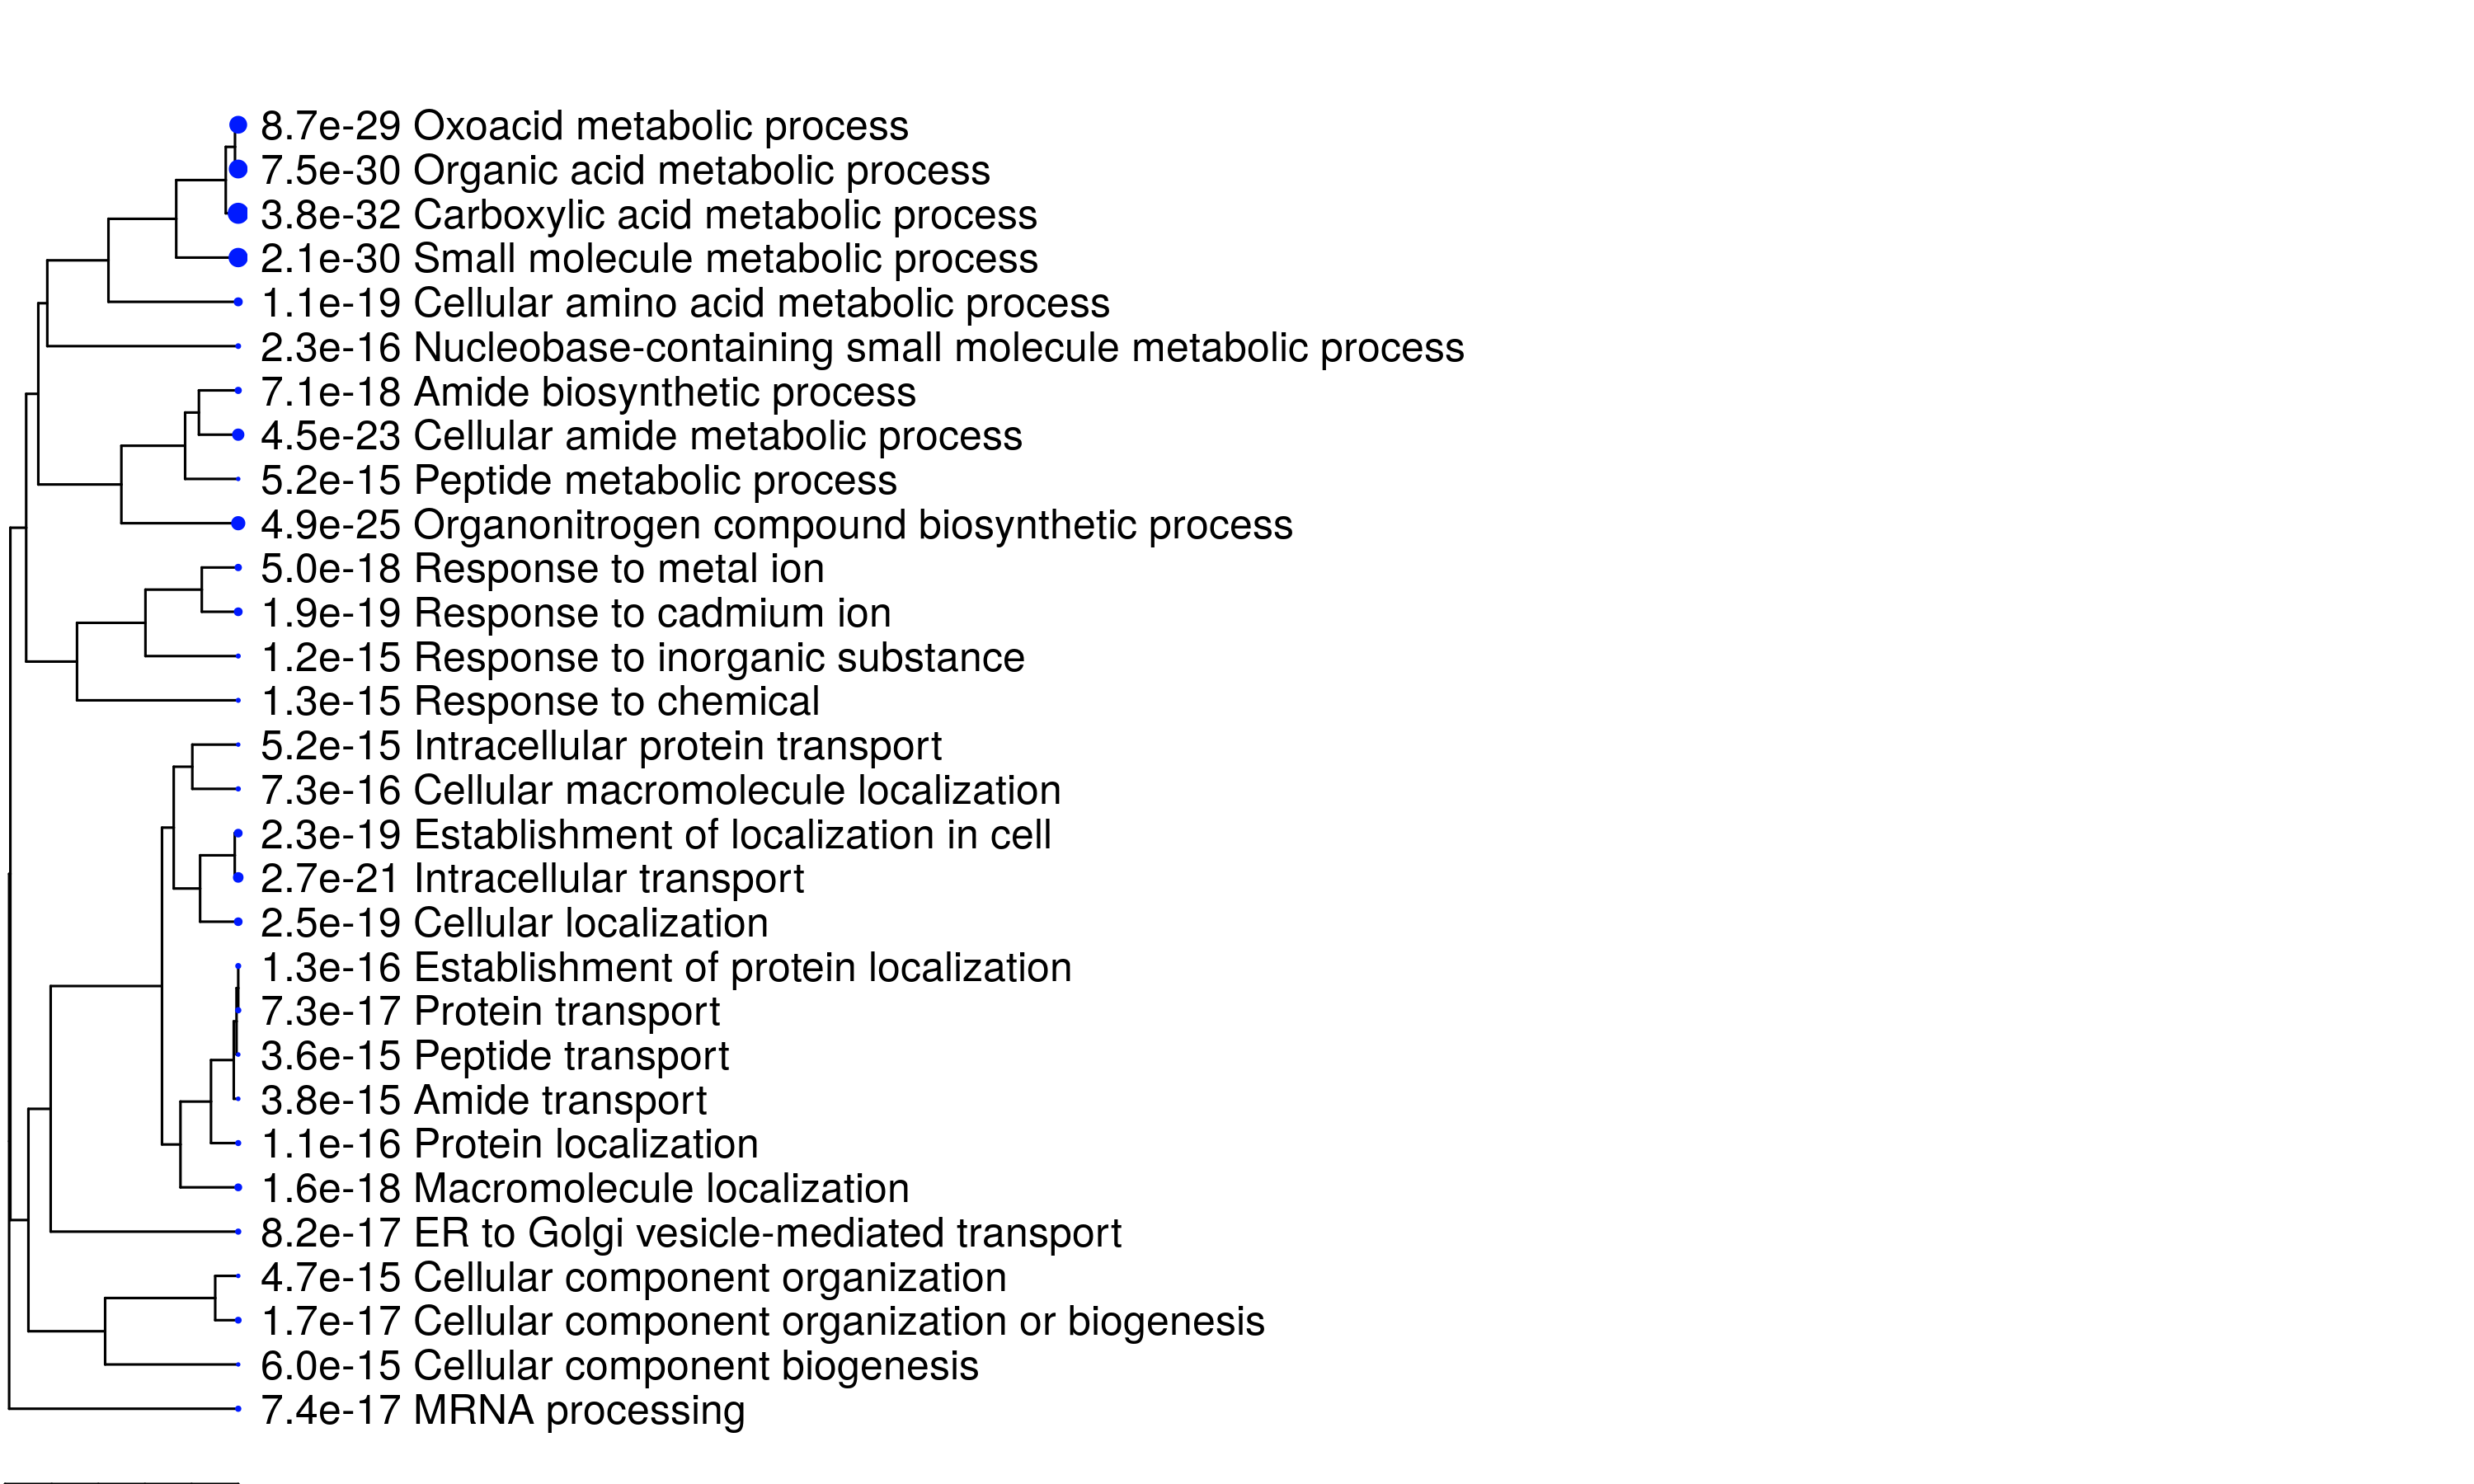 8.7e-29 Oxoacid metabolic process
7.5e-30 Organic acid metabolic process
3.8e-32 Carboxylic acid metabolic process
2.1e-30 Small molecule metabolic process
1.1e-19 Cellular amino acid metabolic process
2.3e-16 Nucleobase-containing small molecule metabolic process
7.1e-18 Amide biosynthetic process
4.5e-23 Cellular amide metabolic process
5.2e-15 Peptide metabolic process
4.9e-25 Organonitrogen compound biosynthetic process
5.0e-18 Response to metal ion
1.9e-19 Response to cadmium ion
1.2e-15 Response to inorganic substance
1.3e-15 Response to chemical
5.2e-15 Intracellular protein transport
7.3e-16 Cellular macromolecule localization
2.3e-19 Establishment of localization in cell
2.7e-21 Intracellular transport
2.5e-19 Cellular localization
1.3e-16 Establishment of protein localization
7.3e-17 Protein transport
3.6e-15 Peptide transport
3.8e-15 Amide transport
1.1e-16 Protein localization
1.6e-18 Macromolecule localization
8.2e-17 ER to Golgi vesicle-mediated transport
4.7e-15 Cellular component organization
1.7e-17 Cellular component organization or biogenesis
6.0e-15 Cellular component biogenesis
7.4e-17 MRNA processing